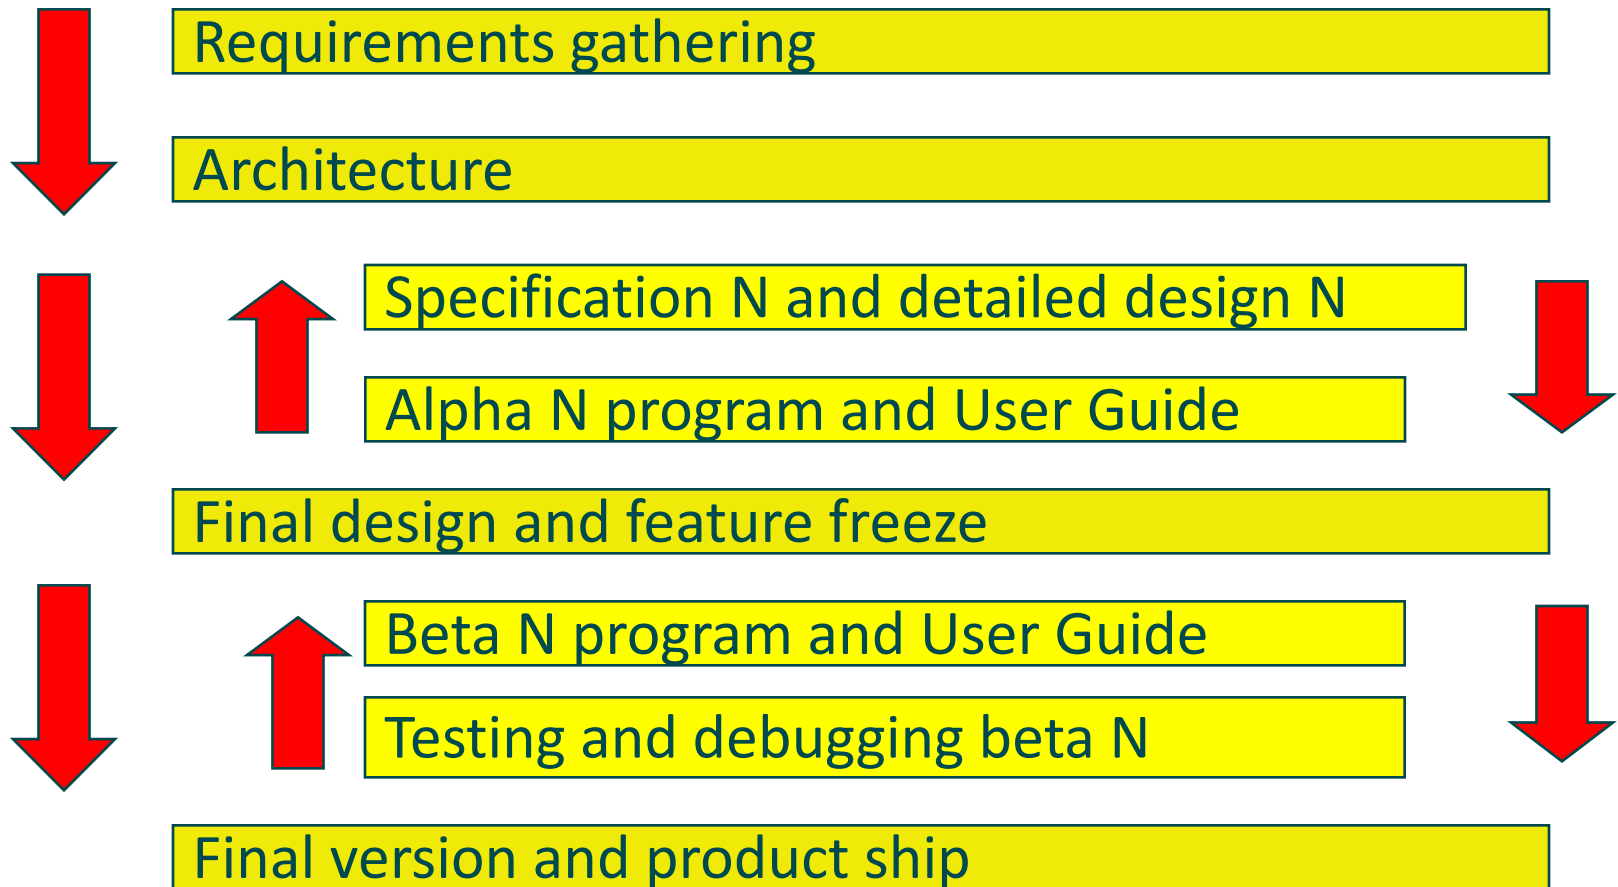 Requirements gathering
Architecture
Specification N and detailed design N
Alpha N program and User Guide
Final design and feature freeze
Beta N program and User Guide
Testing and debugging beta N
Final version and product ship